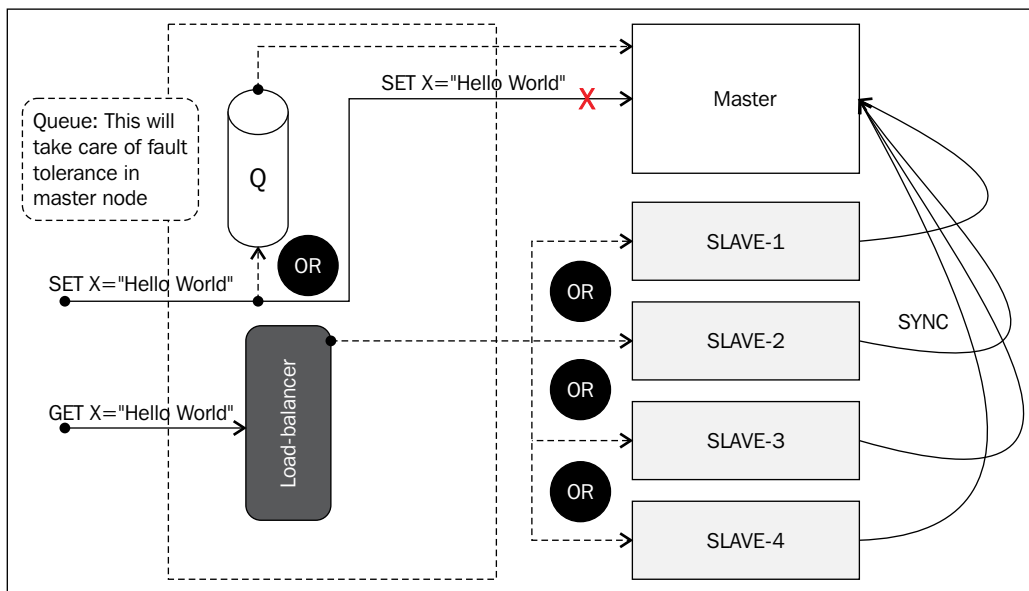 SET X="Hello World"
X
Master
Queue: This will
take care of fault
tolerance in
master node
Q
OR
SET X="Hello World"
SLAVE-1
OR
SLAVE-2
SYNC
OR
GET X="Hello World"
Load-balancer
SLAVE-3
OR
SLAVE-4